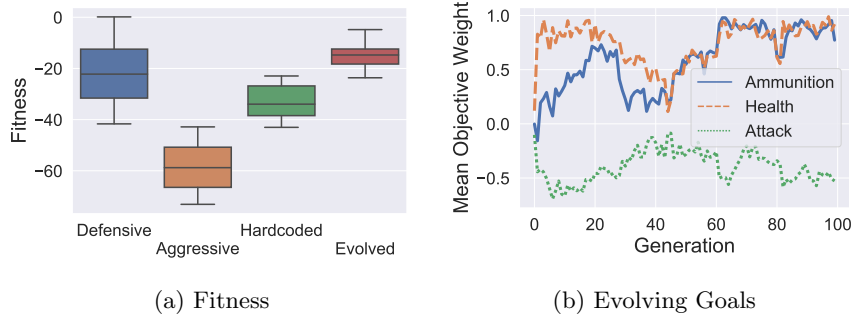 0
−20
−40
−60
Fitness
Defensive
Aggressive
Hardcoded
Evolved
(a) Fitness
1.0
0.5
0.0
−0.5
Mean Objective Weight
Ammunition
Health
Attack
0 20 40 60 80 100
Generation
(b) Evolving Goals